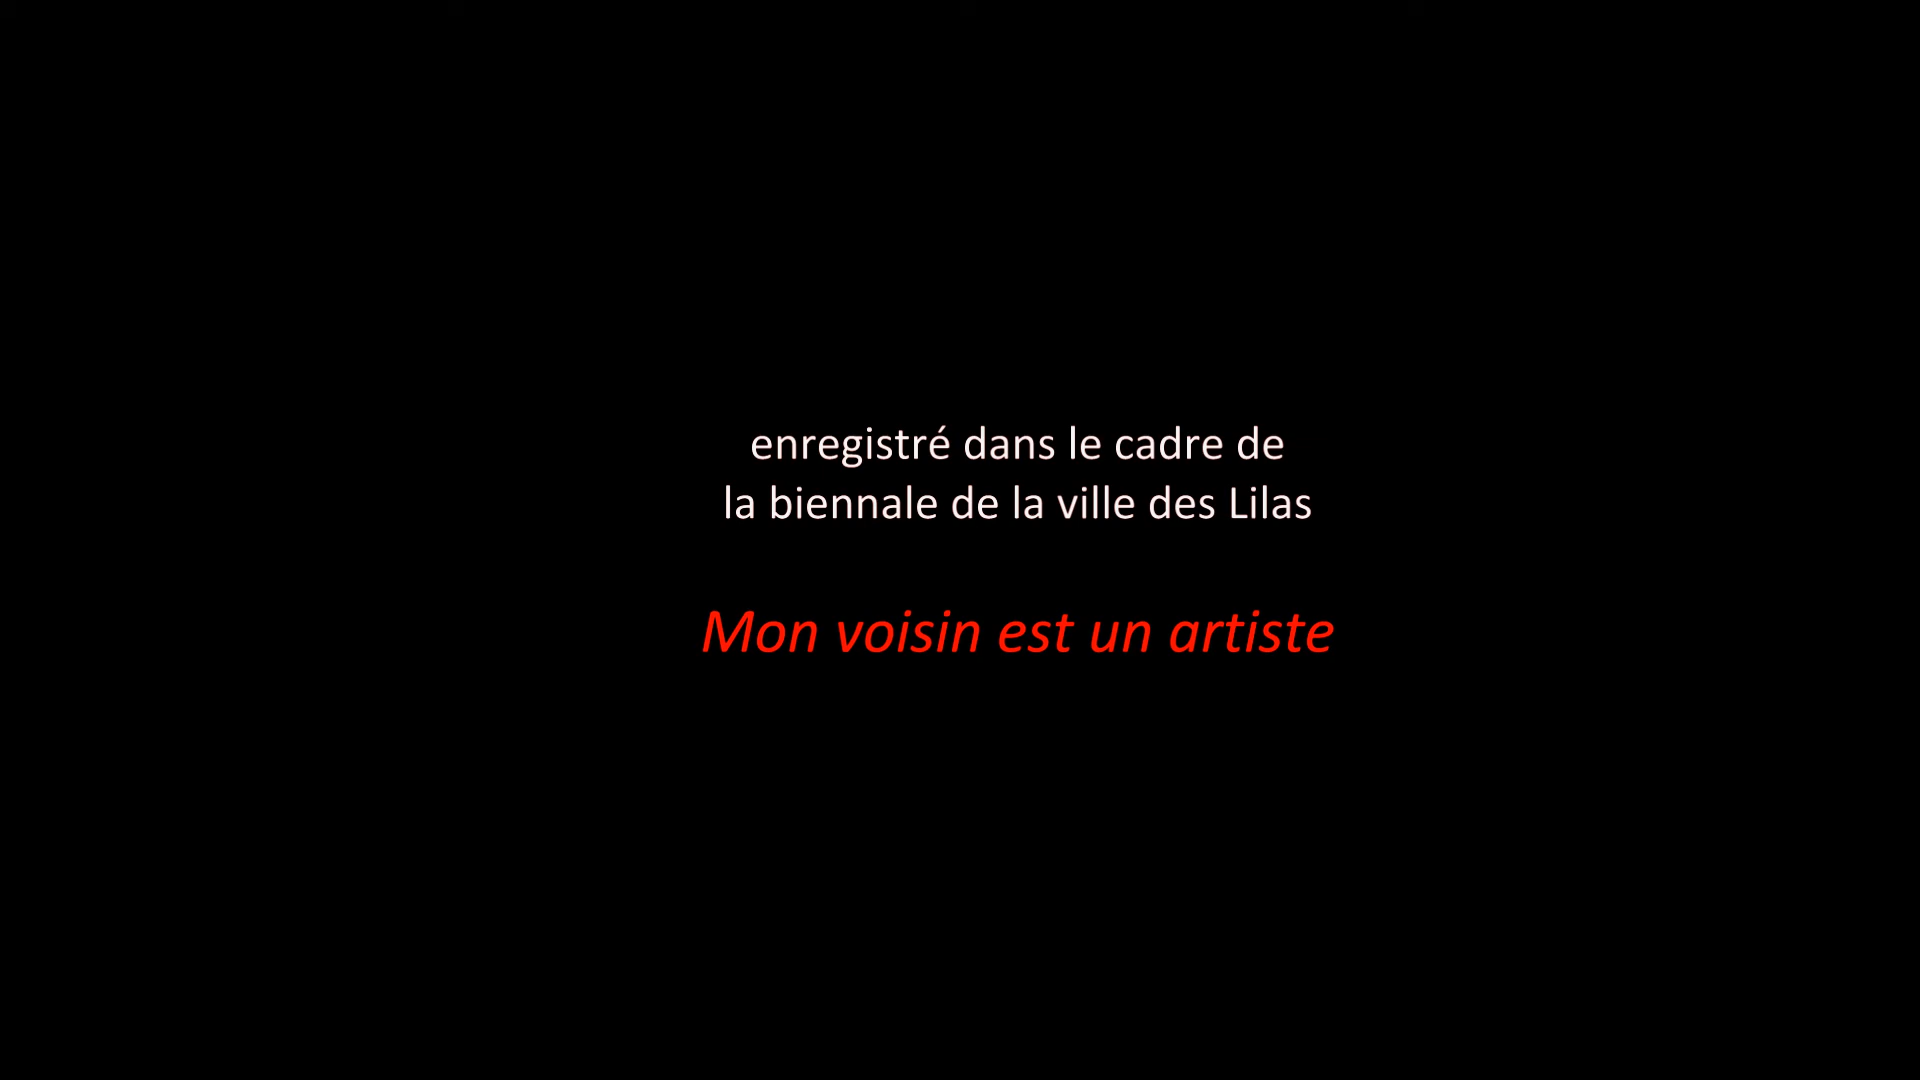 enregistré dans le cadre de
la biennale de la ville des Lilas
Mon voisin est un artiste